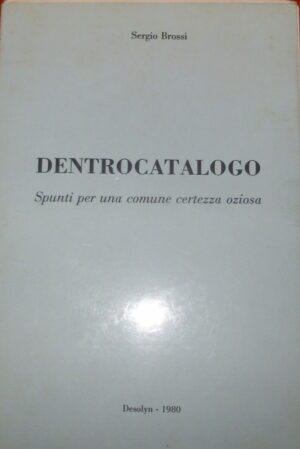 Sergio Brossi
DENTROCATALOGO
Spunti per una comune certezza oziosa
Desolyn - 1980